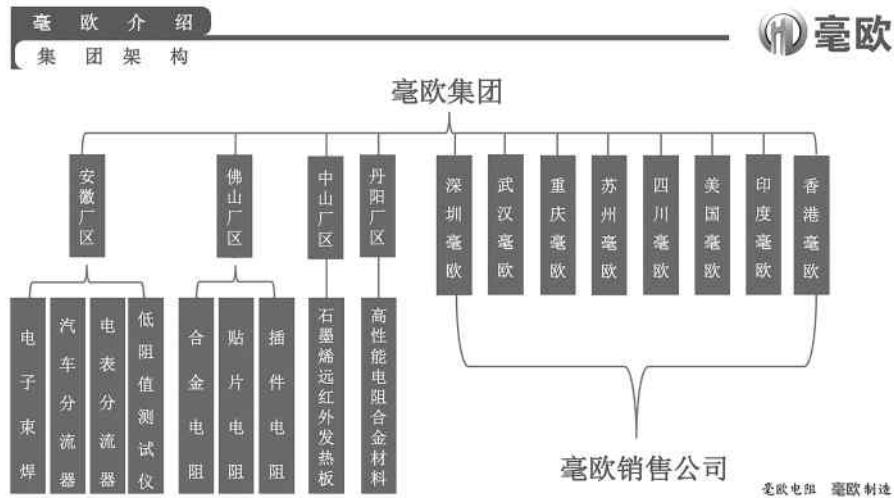 毫欧介绍
集团架构
毫欧
毫欧集团
安徽厂区
佛山厂区
中山厂区
丹阳厂区
深圳毫欧
武汉毫欧
重庆毫欧
苏州毫欧
四川毫欧
美国毫欧
印度毫欧
香港毫欧
电子束焊
汽车分流器
电表分流器
低阻值测试仪
合金电阻
贴片电阻
插件电阻
石墨烯远红外发热板
高性能电阻合金材料
毫欧销售公司
毫欧电阻 毫欧制造